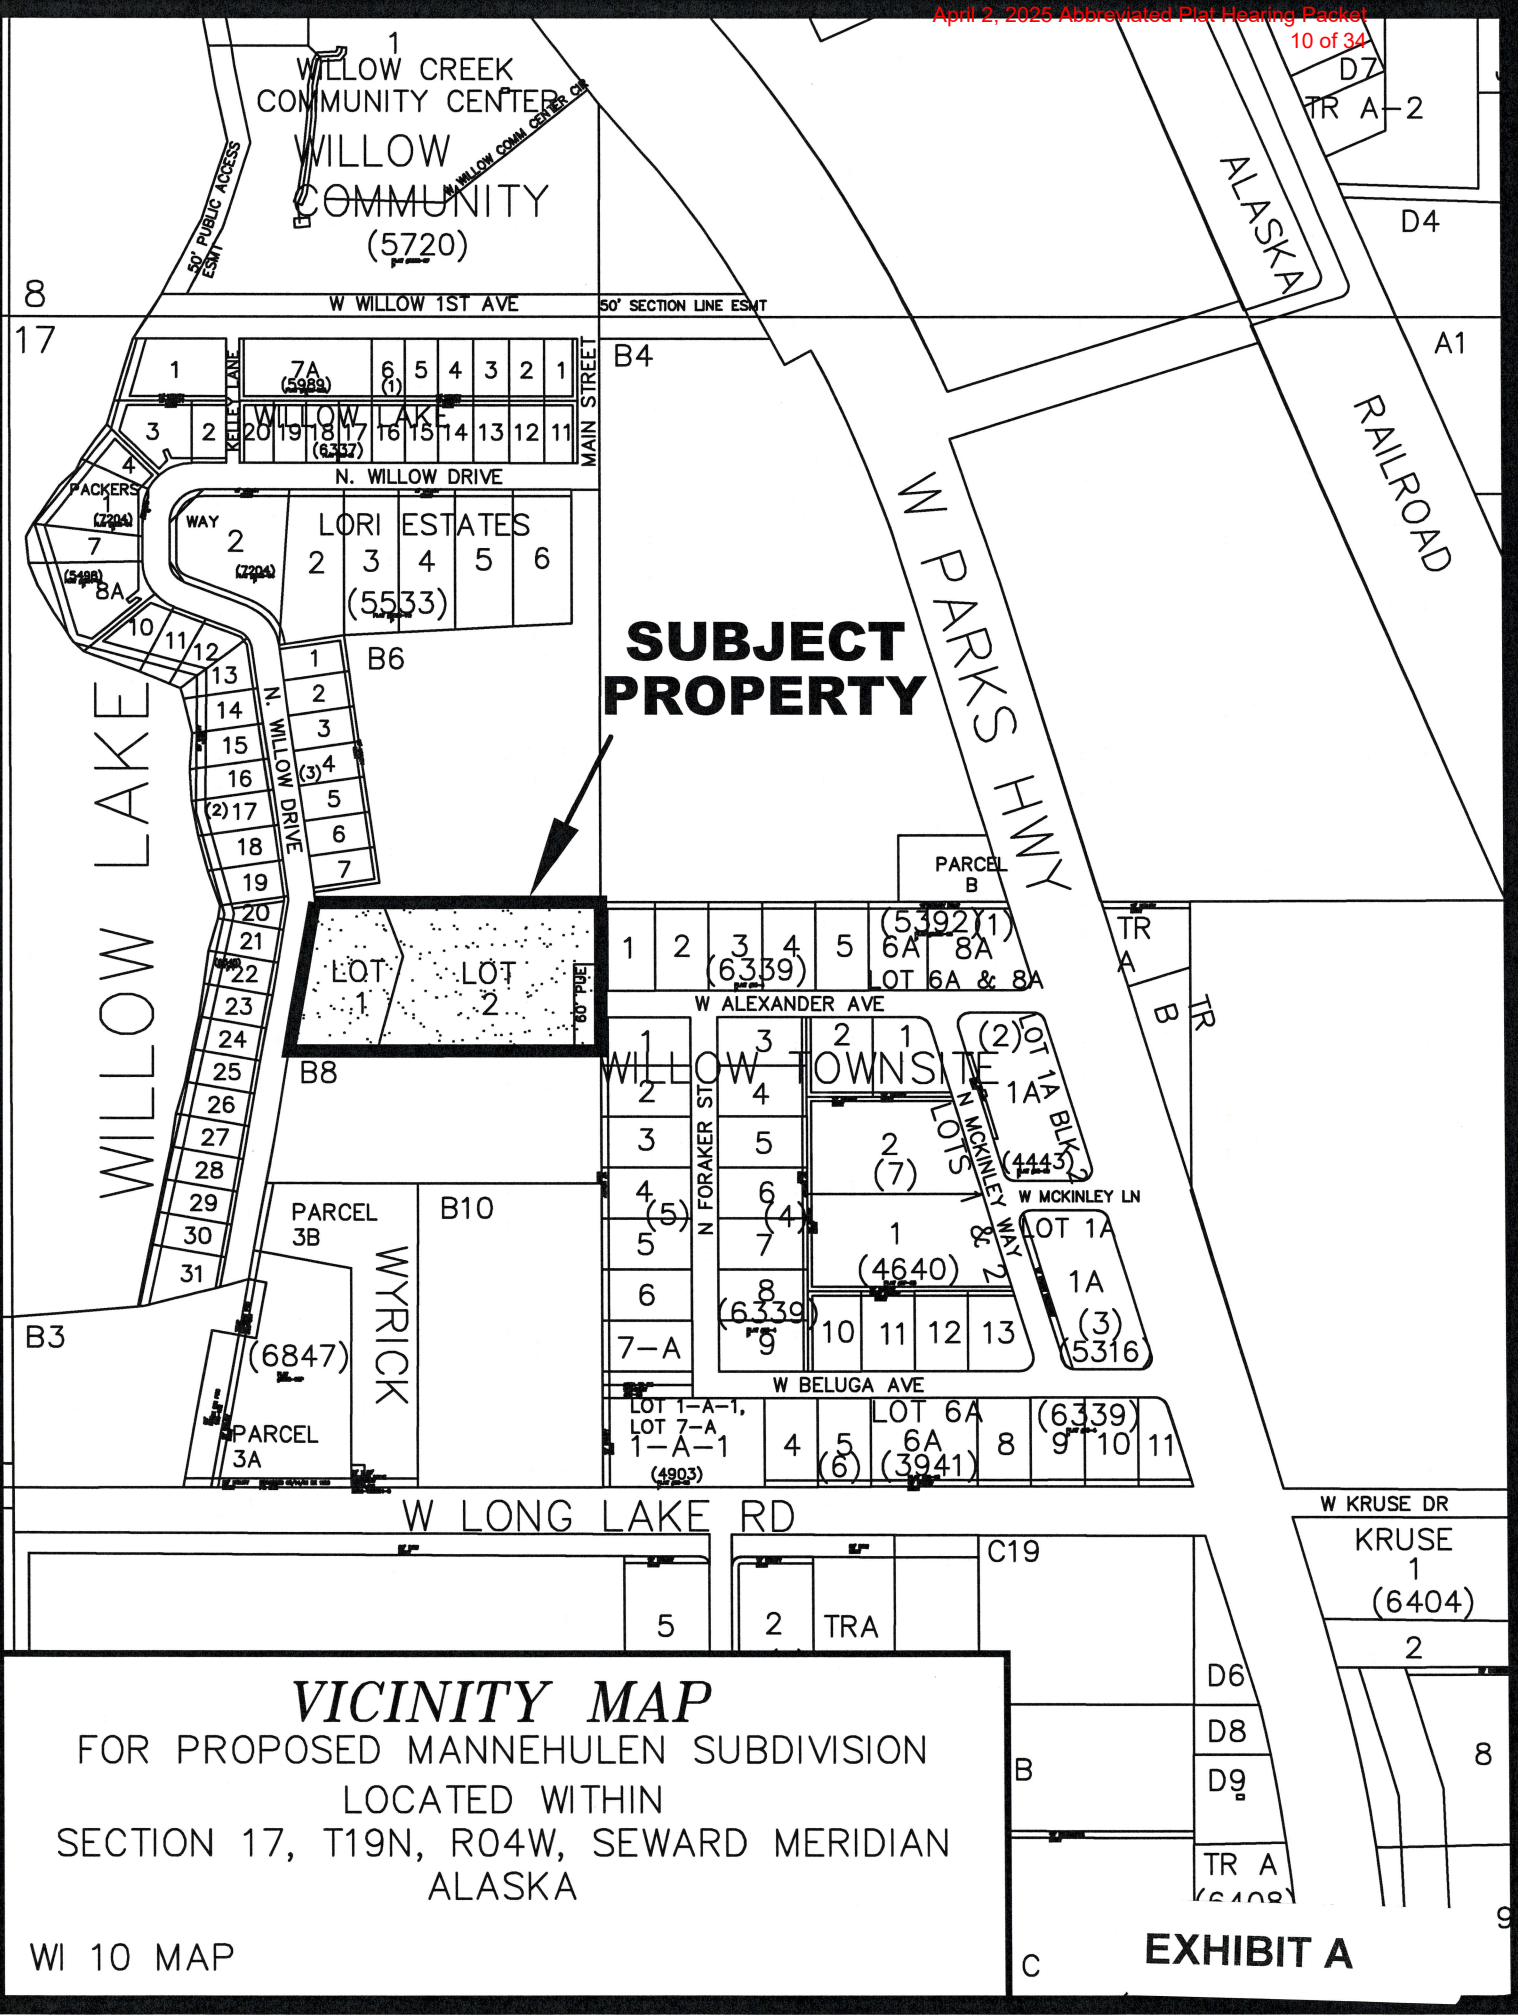 April 2, 2025 Abbreviated Plat Hearing Packet
10 of 34
1
WILLOW CREEK
COMMUNITY CENTER
WILLOW
COMMUNITY
(5720)
W WILLOW COMM CENTER CIR
50' PUBLIC ACCESS
ESMT
D7
TR A-2
D4
ALASKA
RAILROAD
A1
8
17
W WILLOW 1ST AVE
50' SECTION LINE ESMT
B4
1
KELLEY LANE
7A
(5989)
6
(1)
5
4
3
2
1
MAIN STREET
3
2
WILLOW LAKE
20
19
18
17
16
15
14
13
12
11
(6337)
N. WILLOW DRIVE
4
PACKERS
1
(7204)
WAY
2
(7204)
7
(5498)
8A
LORI ESTATES
2
3
4
5
6
(5533)
10
11
12
13
14
15
16
(2)
17
18
19
20
21
22
23
24
25
26
27
28
29
30
31
N. WILLOW DRIVE
1
2
3
(3)
4
5
6
7
B6
WILLOW LAKE
WILLOW LAKE
SUBJECT
PROPERTY
W PARKS HWY
PARCEL
B
LOT
1
LOT
2
60' PUE
1
2
3
4
5
(6339)
(5392)
(1)
6A
8A
LOT 6A & 8A
TR
A
TR
B
W ALEXANDER AVE
WILLOW TOWNSITE
B8
1
2
3
4
(5)
5
6
7-A
N FORAKER ST
3
4
5
6
(4)
7
8
(6339)
9
2
1
2
(7)
1
(4640)
LOTS 1 & 2
N MCKINLEY WAY
(2)
1A
LOT 1A BLK 2
(4443)
W MCKINLEY LN
LOT 1A
1A
(3)
(5316)
10
11
12
13
W BELUGA AVE
PARCEL
3B
B10
WYRICK
B3
(6847)
PARCEL
3A
LOT 1-A-1,
LOT 7-A
1-A-1
(4903)
4
5
(6)
LOT 6A
6A
(3941)
8
(6339)
9
10
11
W LONG LAKE RD
W KRUSE DR
KRUSE
1
(6404)
2
C19
5
2
TRA
D6
D8
D9
B
8
TR A
(6408)
9
C
VICINITY MAP
FOR PROPOSED MANNEHULEN SUBDIVISION
LOCATED WITHIN
SECTION 17, T19N, R04W, SEWARD MERIDIAN
ALASKA
WI 10 MAP
EXHIBIT A